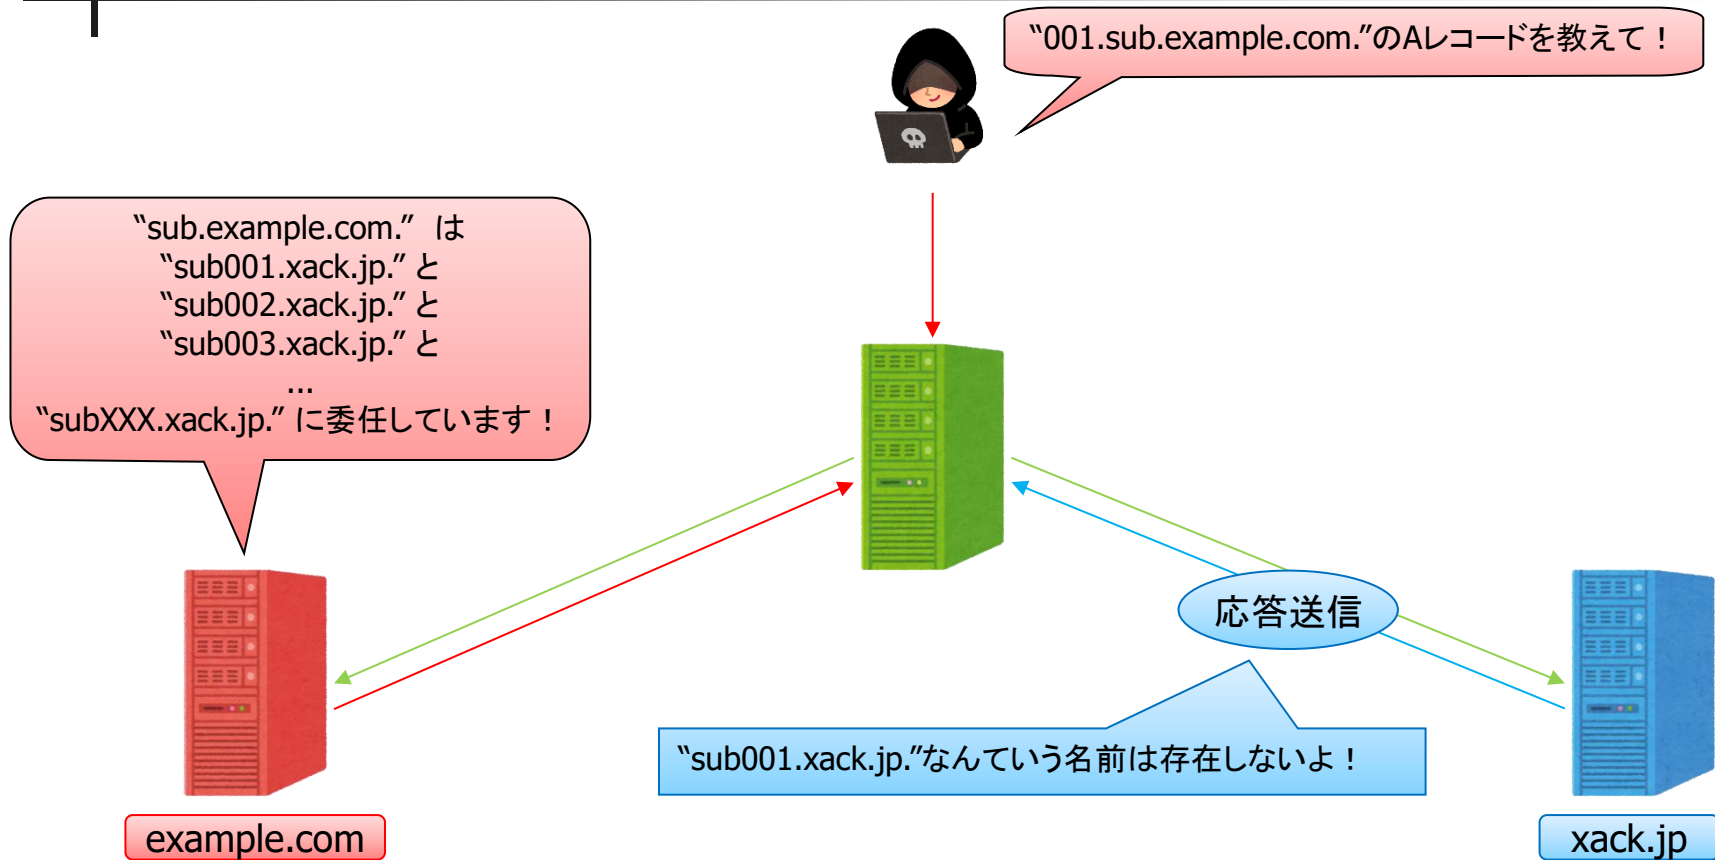 “001.sub.example.com.”のAレコードを教えて！
“sub.example.com.” は
“sub001.xack.jp.” と
“sub002.xack.jp.” と
“sub003.xack.jp.” と
...
“subXXX.xack.jp.” に委任しています！
応答送信
“sub001.xack.jp.”なんていう名前は存在しないよ！
example.com
xack.jp